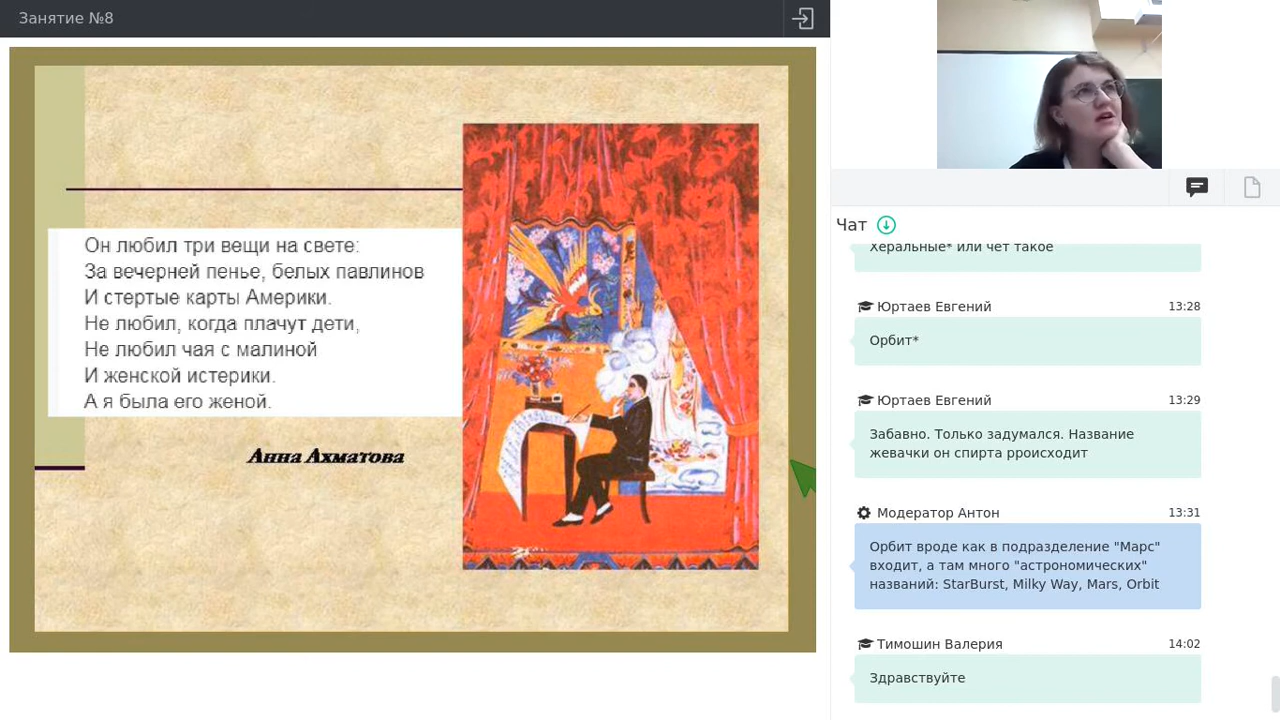 Занятие №8
Он любил три вещи на свете:
За вечерней пенье, белых павлинов
И стертые карты Америки.
Не любил, когда плачут дети,
Не любил чая с малиной
И женской истерики.
А я была его женой.
Анна Ахматова
Чат
Херальные* или чет такое
Юртаев Евгений 13:28
Орбит*
Юртаев Евгений 13:29
Забавно. Только задумался. Название
жевачки он спирта рроисходит
Модератор Антон 13:31
Орбит вроде как в подразделение "Марс"
входит, а там много "астрономических"
названий: StarBurst, Milky Way, Mars, Orbit
Тимошин Валерия 14:02
Здравствуйте